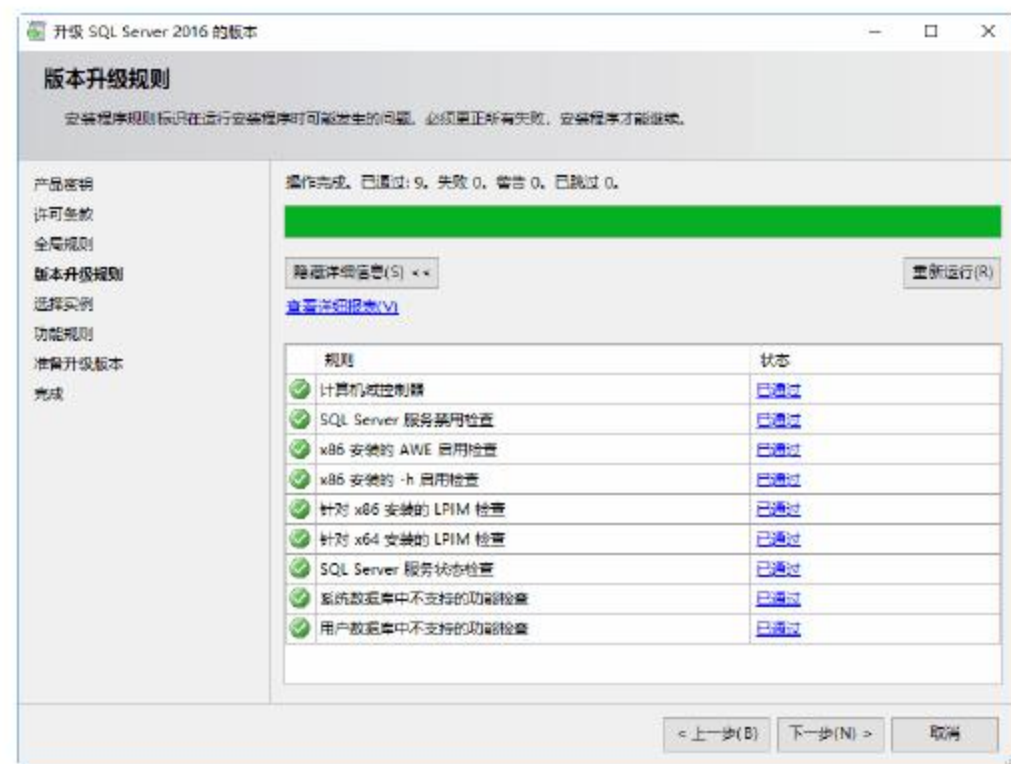 升级 SQL Server 2016 的版本
版本升级规则
安装程序规则标识在运行安装程序时可能发生的问题。必须更正所有失败，安装程序才能继续。
产品密钥
许可条款
全局规则
版本升级规则
选择实例
功能规则
准备升级版本
完成
操作完成。已通过: 9。失败 0。警告 0。已跳过 0。
隐藏详细信息(S) <<
重新运行(R)
查看详细报表(V)
规则 状态
计算机域控制器 已通过
SQL Server 服务禁用检查 已通过
x86 安装的 AWE 启用检查 已通过
x86 安装的 -h 启用检查 已通过
针对 x86 安装的 LPIM 检查 已通过
针对 x64 安装的 LPIM 检查 已通过
SQL Server 服务状态检查 已通过
系统数据库中不支持的功能检查 已通过
用户数据库中不支持的功能检查 已通过
< 上一步(B) 下一步(N) > 取消